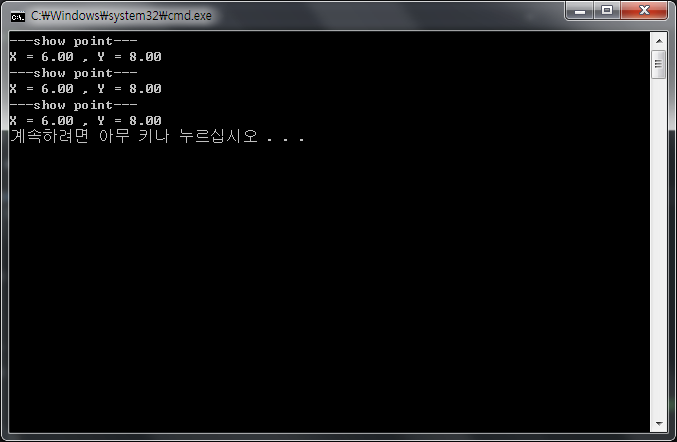 C:₩Windows₩system32₩cmd.exe
---show point---
X = 6.00 , Y = 8.00
---show point---
X = 6.00 , Y = 8.00
---show point---
X = 6.00 , Y = 8.00
계속하려면 아무 키나 누르십시오 . . .